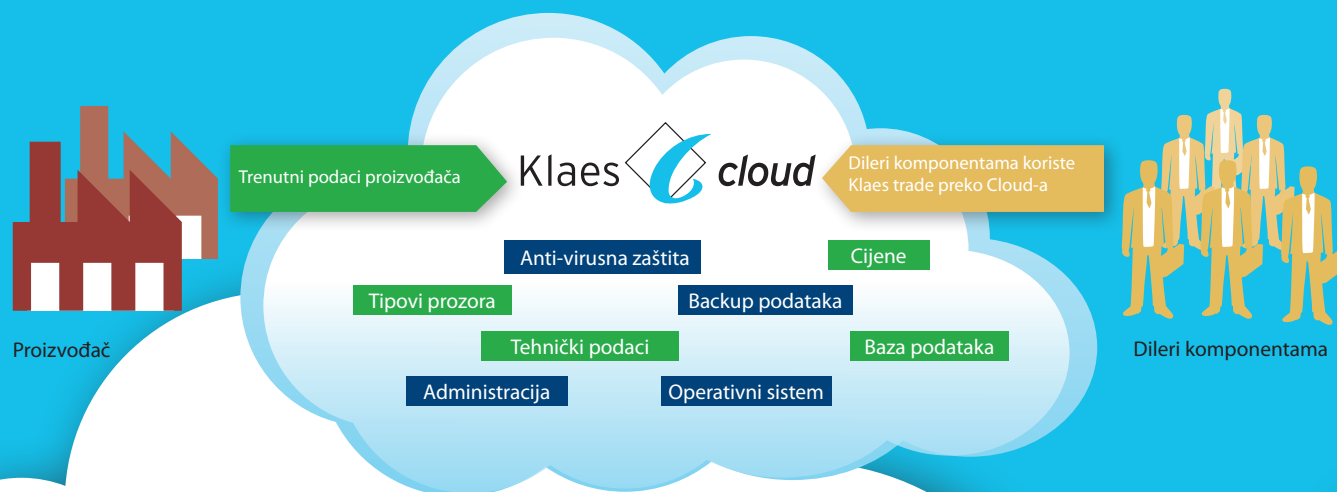 Trenutni podaci proizvođača
Klaes cloud
Dileri komponentama koriste
Klaes trade preko Cloud-a
Anti-virusna zaštita
Cijene
Tipovi prozora
Backup podataka
Tehnički podaci
Baza podataka
Administracija
Operativni sistem
Proizvođač
Dileri komponentama